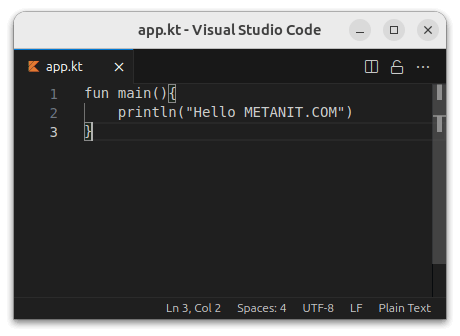 app.kt - Visual Studio Code
app.kt
1 fun main(){
2 println("Hello METANIT.COM")
3 }
Ln 3, Col 2 Spaces: 4 UTF-8 LF Plain Text